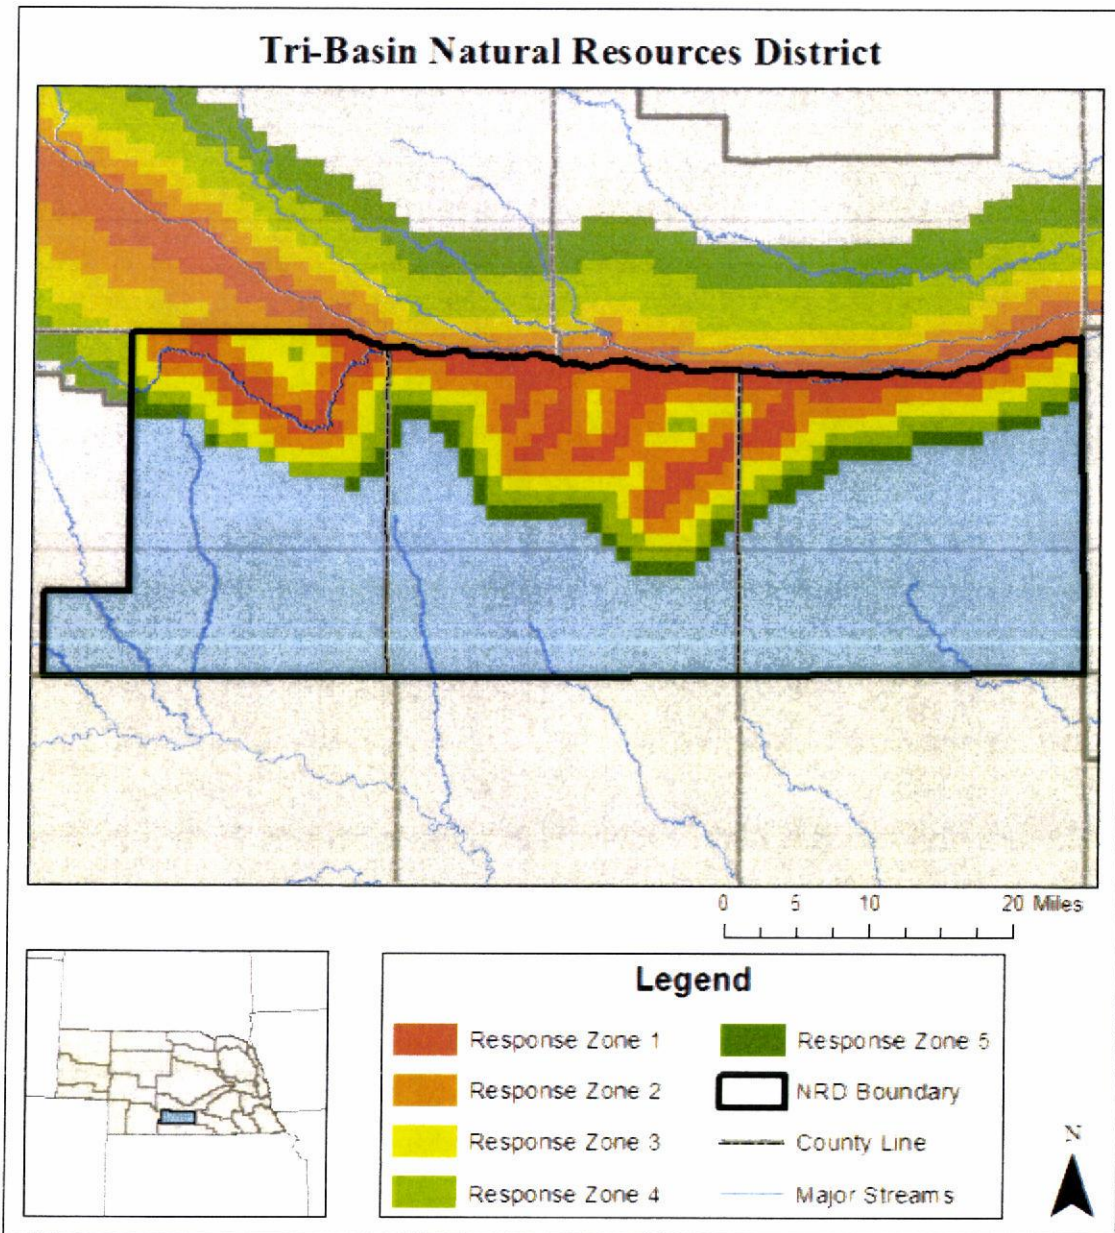 Tri-Basin Natural Resources District
0 5 10 20 Miles
Legend
Response Zone 1
Response Zone 2
Response Zone 3
Response Zone 4
Response Zone 5
NRD Boundary
County Line
Major Streams
N